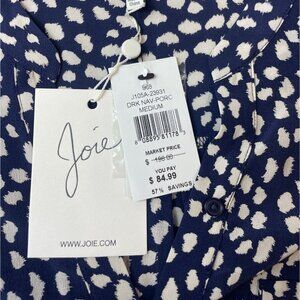 Joie
WWW.JOIE.COM
968
J105A-23931
DRK NAV-PORC
MEDIUM
MARKET PRICE
$ 198.00
YOU PAY
$ 84.99
57% SAVINGS